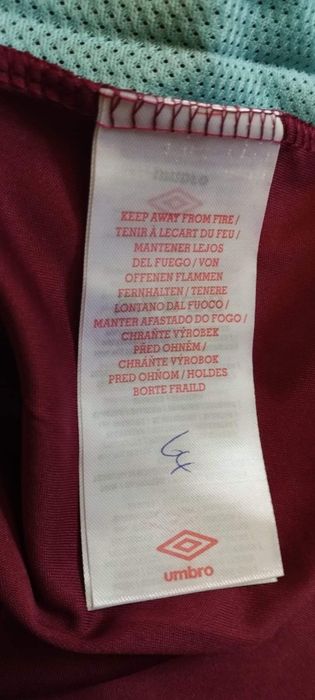 KEEP AWAY FROM FIRE /
TENIR À LECART DU FEU /
MANTENER LEJOS
DEL FUEGO / VON
OFFENEN FLAMMEN
FERNHALTEN / TENERE
LONTANO DAL FUOCO /
MANTER AFASTADO DO FOGO /
CHRAŇTE VÝROBEK
PŘED OHNĚM /
CHRÁŇTE VÝROBOK
PRED OHŇOM / HOLDES
BORTE FRAILD
umbro